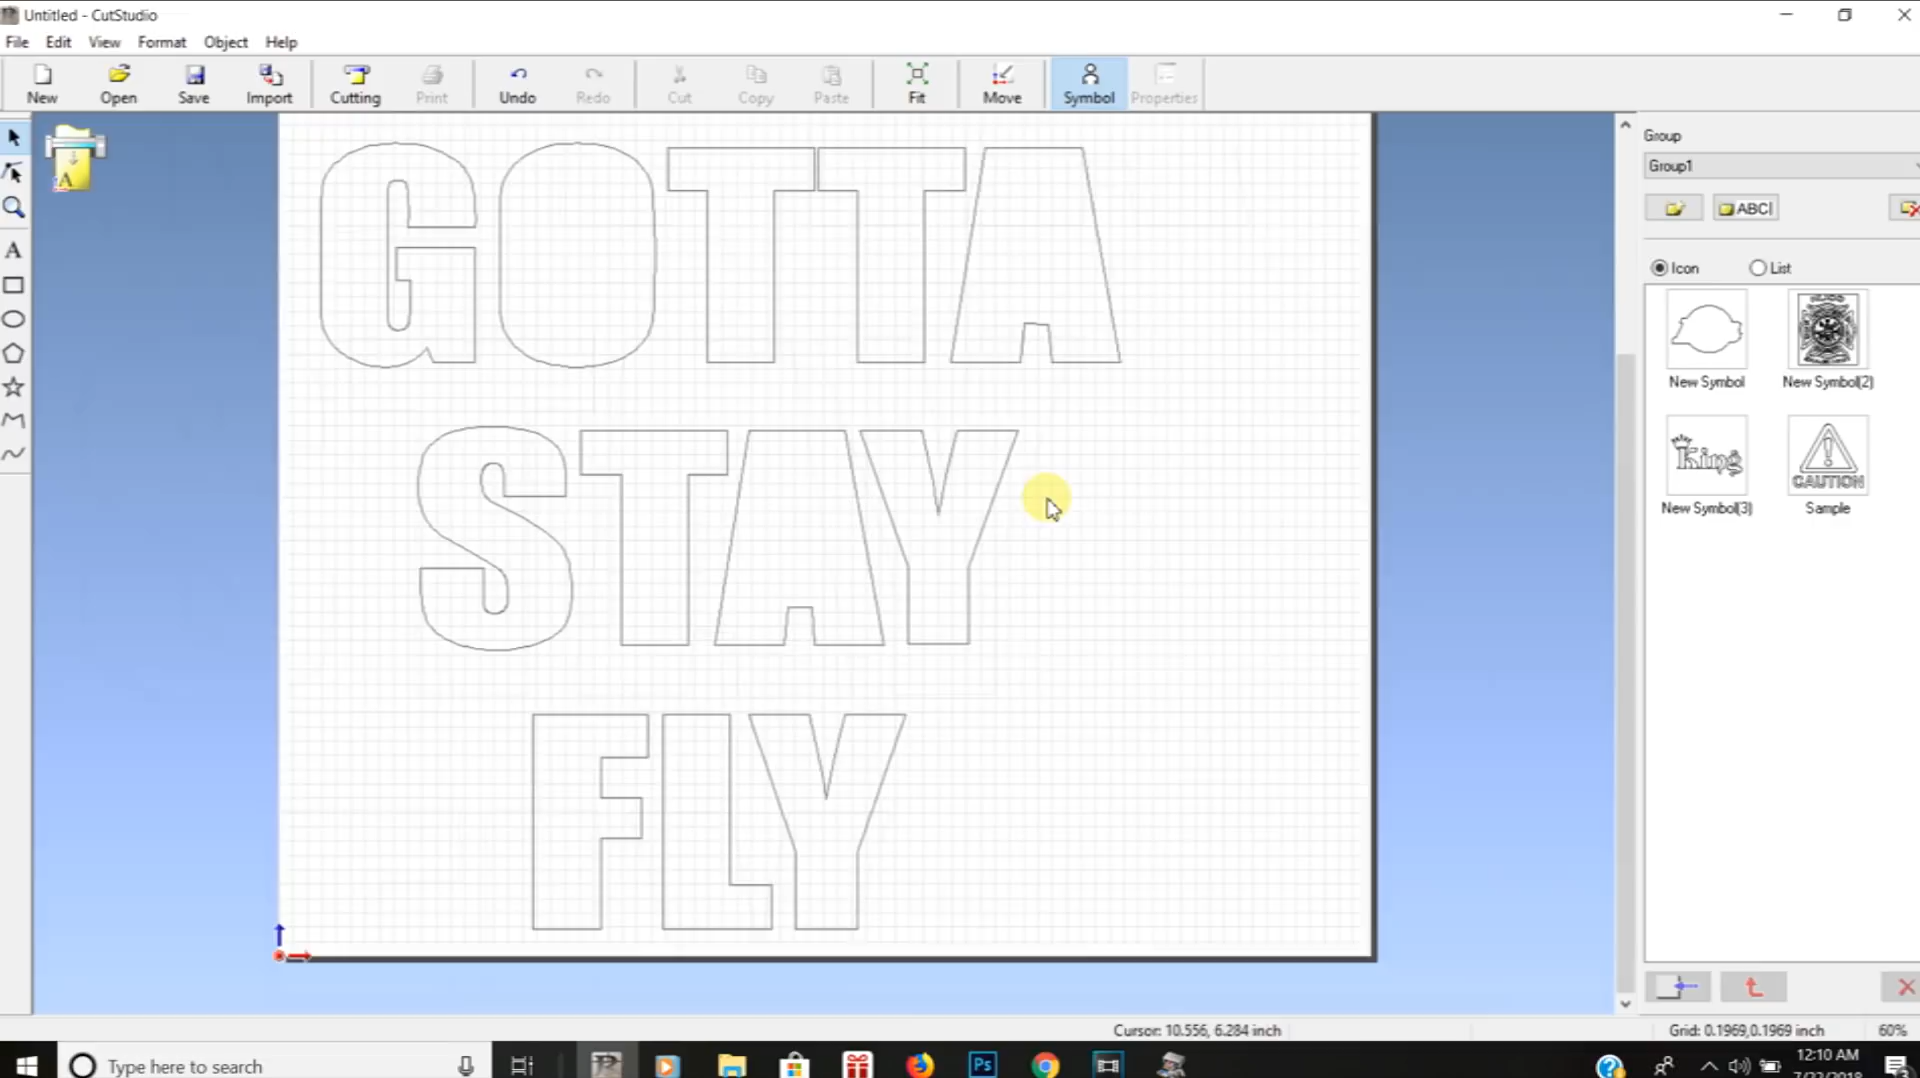 Untitled - CutStudio
File Edit View Format Object Help
New Open Save Import Cutting Print Undo Redo Cut Copy Paste Fit Move Symbol Properties
GOTTA
STAY
FLY
A
A
Group
Group1
ABC
Icon List
New Symbol New Symbol(2)
King
CAUTION
New Symbol(3) Sample
Cursor: 10.556, 6.284 inch Grid: 0.1969,0.1969 inch 60%
Type here to search
Ps
12:10 AM